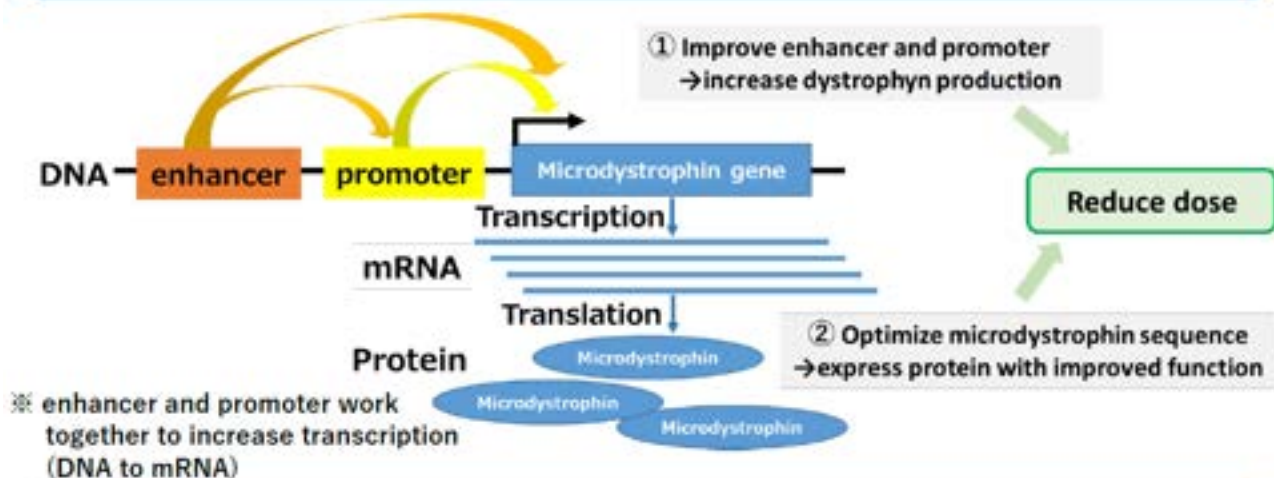 ① Improve enhancer and promoter
→increase dystrophyn production
DNA
enhancer
promoter
Microdystrophin gene
Transcription
Reduce dose
mRNA
Translation
② Optimize microdystrophin sequence
→express protein with improved function
Protein
Microdystrophin
Microdystrophin
Microdystrophin
※ enhancer and promoter work
together to increase transcription
(DNA to mRNA)